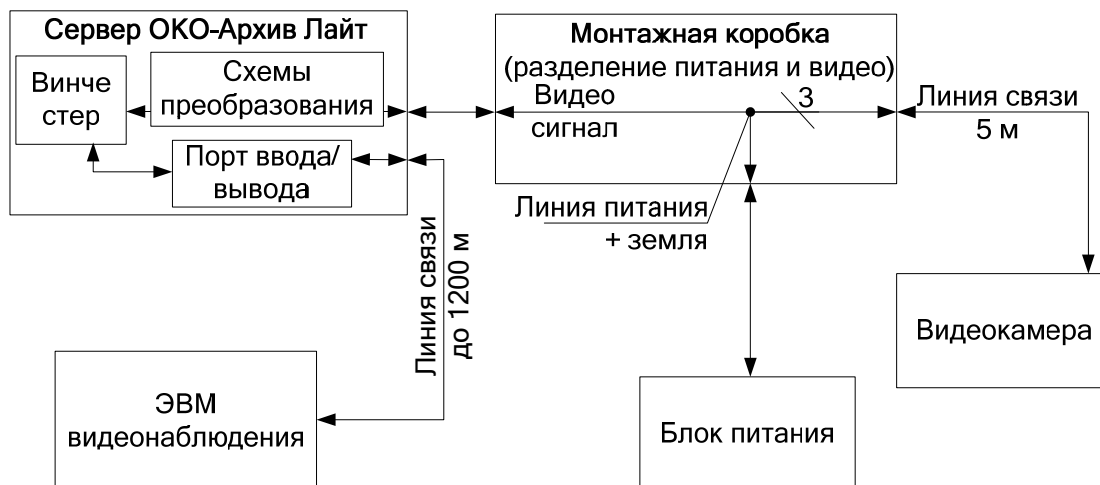 Сервер ОКО-Архив Лайт
Винче
стер
Схемы
преобразования
Порт ввода/
вывода
Монтажная коробка
(разделение питания и видео)
Видео
сигнал
3
Линия связи
5 м
Линия питания
+ земля
Линия связи
до 1200 м
Видеокамера
ЭВМ
видеонаблюдения
Блок питания